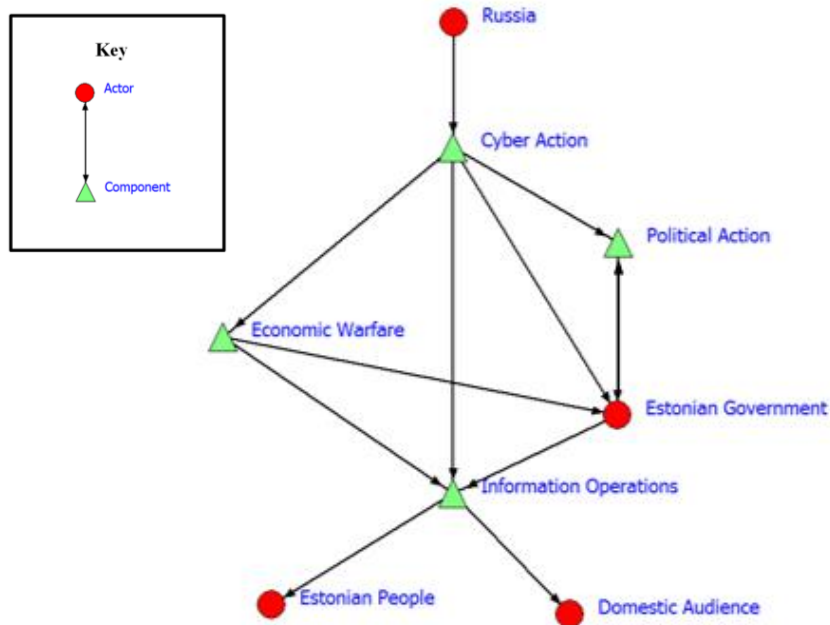 Key
Actor
Component
Russia
Cyber Action
Political Action
Economic Warfare
Estonian Government
Information Operations
Estonian People
Domestic Audience